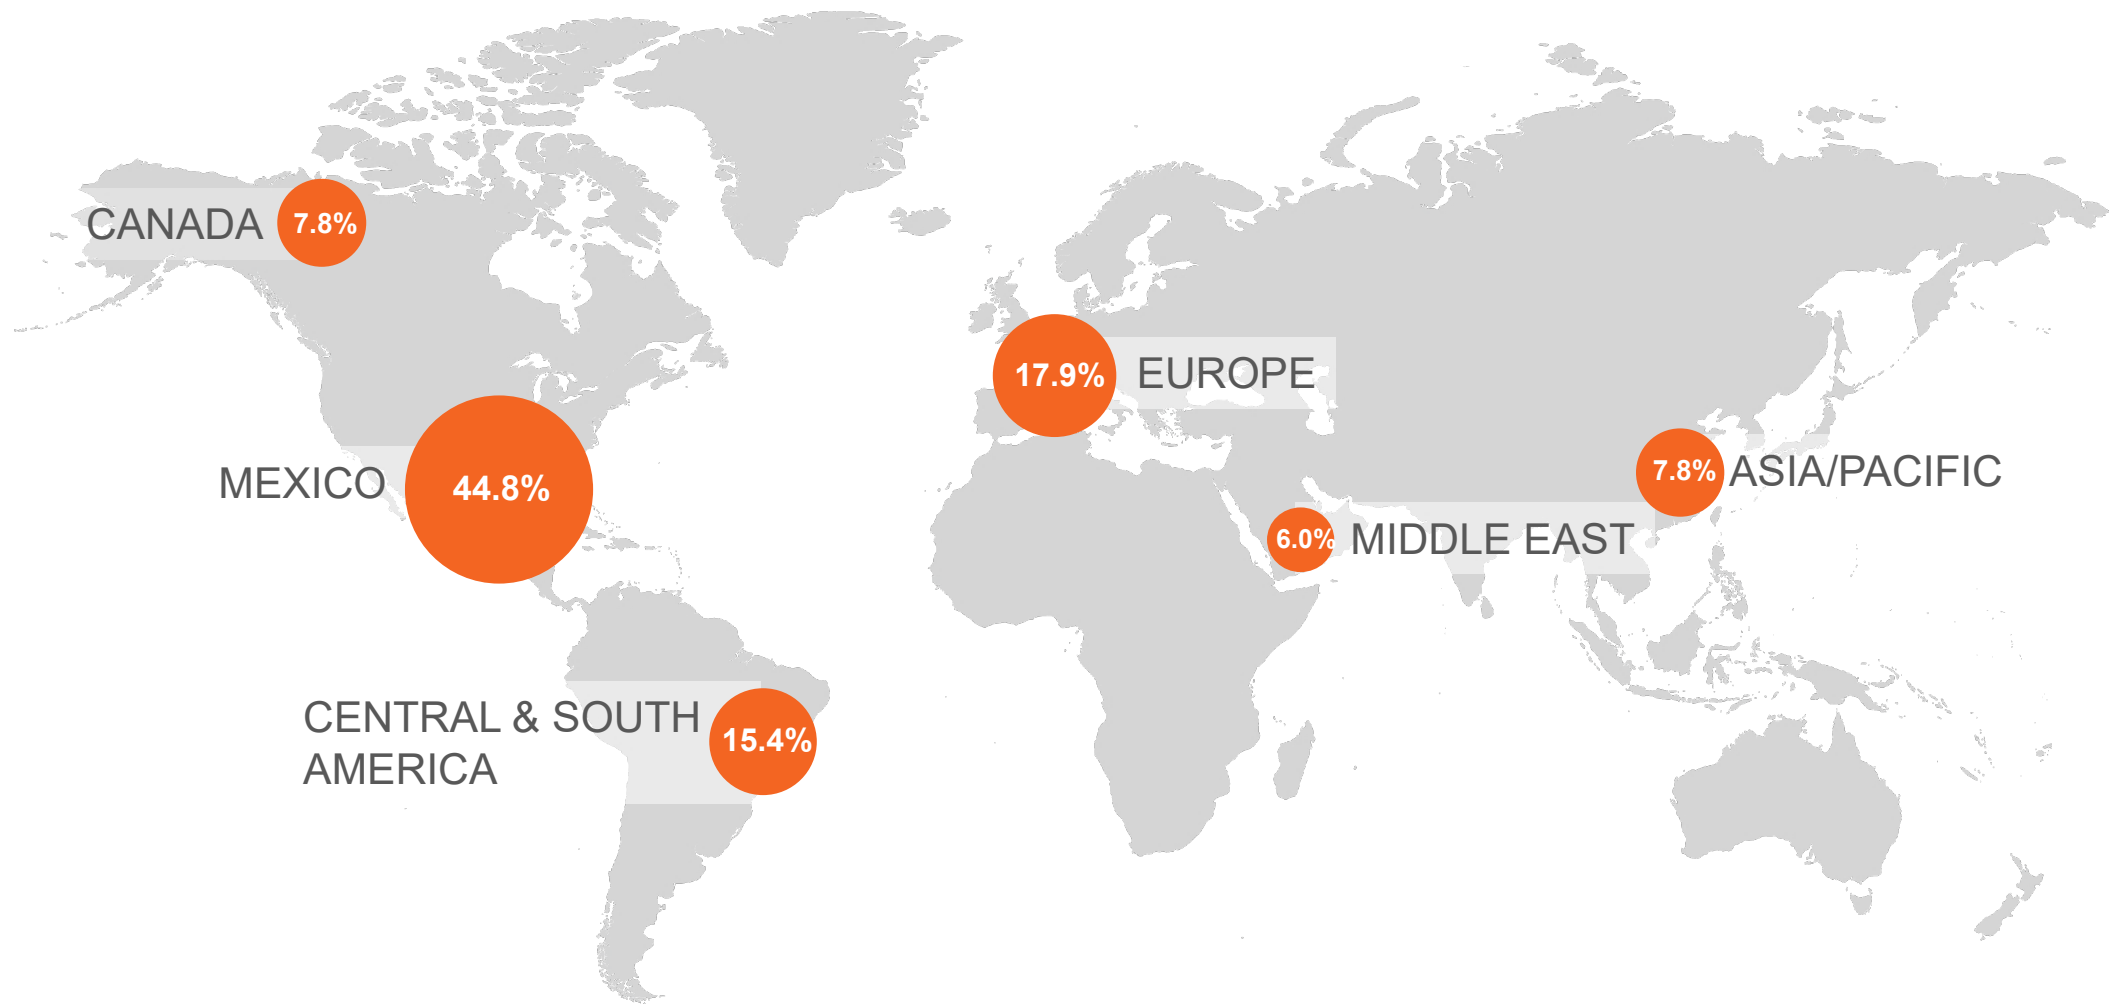 CANADA 7.8%
17.9% EUROPE
MEXICO 44.8%
7.8% ASIA/PACIFIC
6.0% MIDDLE EAST
CENTRAL & SOUTH
AMERICA
15.4%